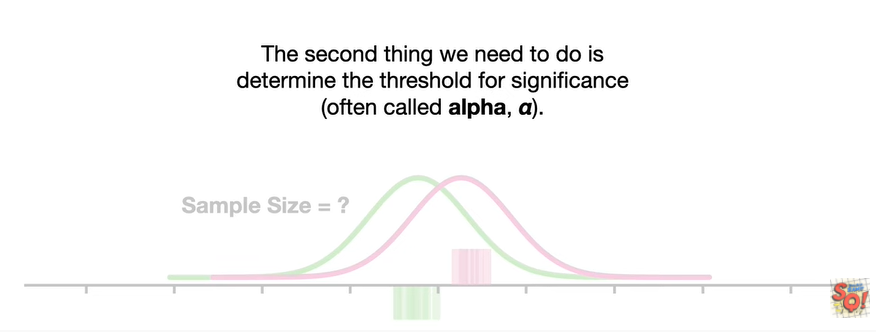 The second thing we need to do is
determine the threshold for significance
(often called alpha, α).
Sample Size = ?